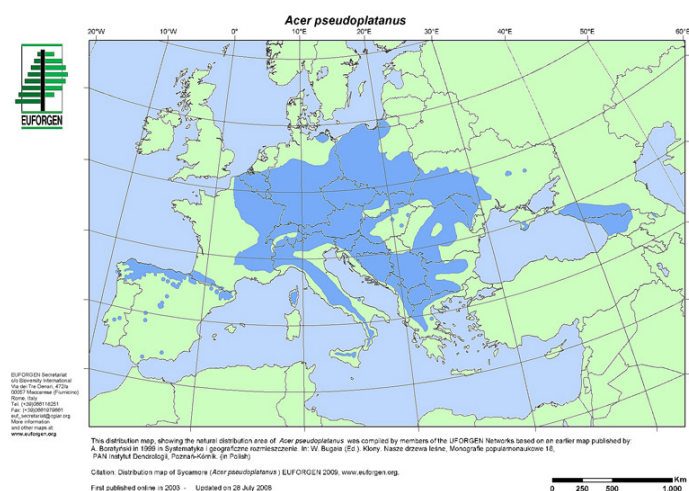 Acer pseudoplatanus
20°W 10°W 0° 10°E 20°E 30°E 40°E 50°E 60°E
EUFORGEN
EUFORGEN Secretariat
c/o Bioversity International
Via dei Tre Denari, 472/a
00057 Maccarese (Fiumicino)
Rome, Italy
Tel: (+39)066118251
Fax: (+39)0661979661
euf_secretariat@cgiar.org
More information
and other maps at:
www.euforgen.org
This distribution map, showing the natural distribution area of Acer pseudoplatanus was compiled by members of the UFORGEN Networks based on an earlier map published by:
A. Boratyński in 1999 in Systematyka i geograficzne rozmieszczenie. In: W. Bugała (Ed.). Klony. Nasze drzewa leśne, Monografie popularnonaukowe 18,
PAN Instytut Dendrologii, Poznań-Kórnik. (in Polish)
Citation: Distribution map of Sycamore (Acer pseudoplatanus) EUFORGEN 2009, www.euforgen.org.
First published online in 2003 - Updated on 28 July 2008
0 500 1.000
Km